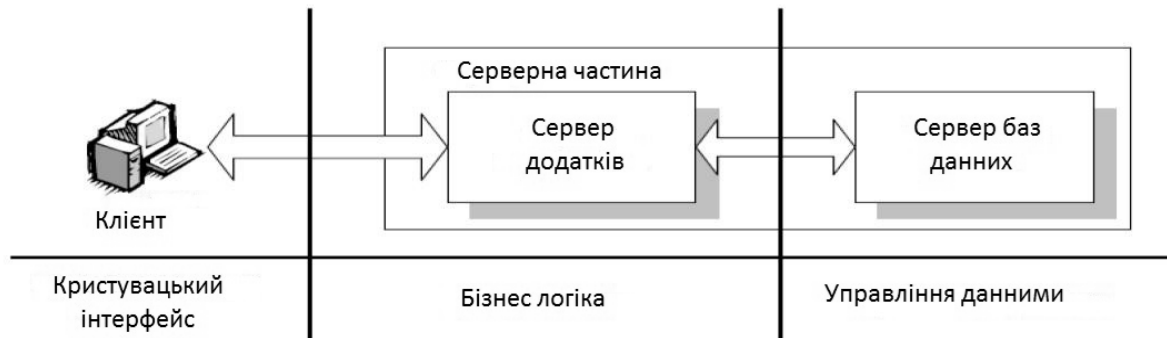 Серверна частина
Сервер
додатків
Сервер баз
данних
Клієнт
Кристувацький
інтерфейс
Бізнес логіка
Управління данними